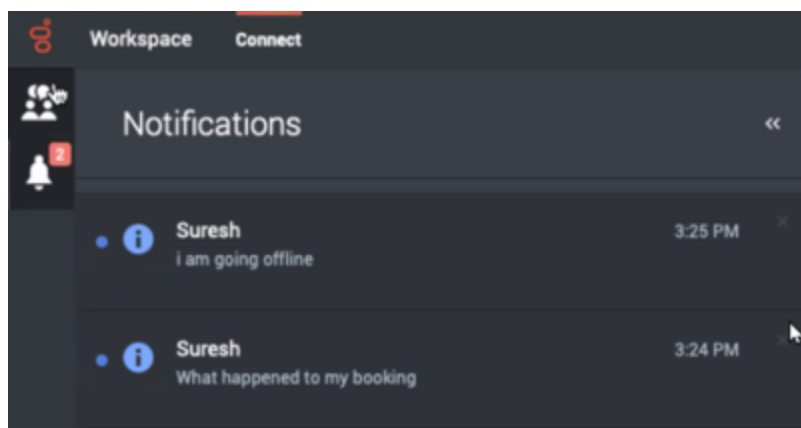 Workspace Connect
Notifications
2
Suresh 3:25 PM
i am going offline
Suresh 3:24 PM
What happened to my booking